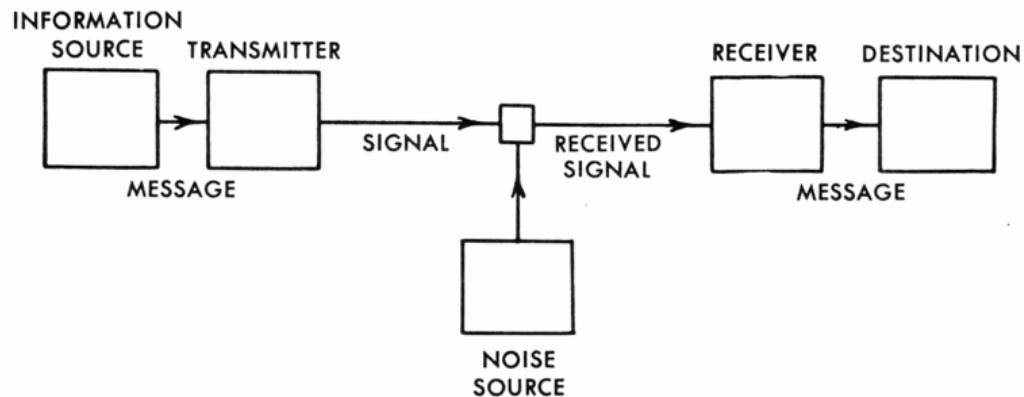 INFORMATION
SOURCE
TRANSMITTER
RECEIVER
DESTINATION
SIGNAL
RECEIVED
SIGNAL
MESSAGE
MESSAGE
NOISE
SOURCE